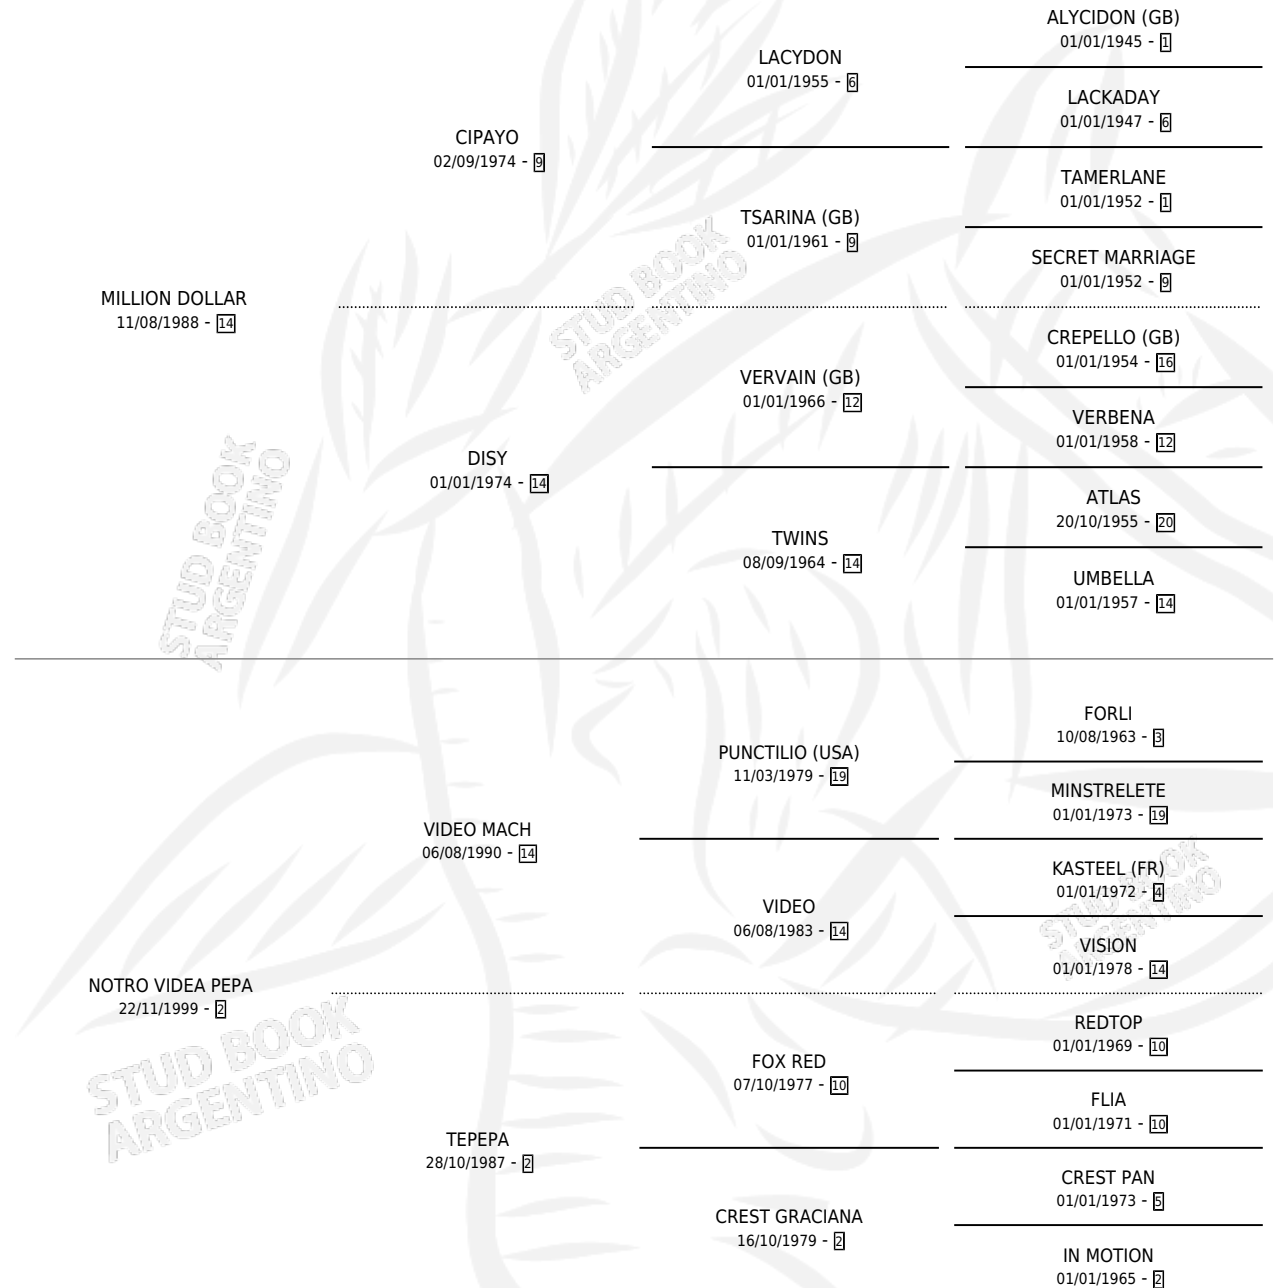 ALYCIDON (GB)
01/01/1945 - 1
LACYDON
01/01/1955 - 6
LACKADAY
01/01/1947 - 6
CIPAYO
02/09/1974 - 9
TAMERLANE
01/01/1952 - 1
TSARINA (GB)
01/01/1961 - 9
SECRET MARRIAGE
01/01/1952 - 9
MILLION DOLLAR
11/08/1988 - 14
STUD BOOK
ARGENTINO
CREPELLO (GB)
01/01/1954 - 16
VERVAIN (GB)
01/01/1966 - 12
VERBENA
01/01/1958 - 12
DISY
01/01/1974 - 14
ATLAS
20/10/1955 - 20
TWINS
08/09/1964 - 14
UMBELLA
01/01/1957 - 14
STUD BOOK
ARGENTINO
FORLI
10/08/1963 - 3
PUNCTILIO (USA)
11/03/1979 - 19
MINSTRELETE
01/01/1973 - 19
VIDEO MACH
06/08/1990 - 14
KASTEEL (FR)
01/01/1972 - 4
VIDEO
06/08/1983 - 14
VISION
01/01/1978 - 14
STUD BOOK
ARGENTINO
NOTRO VIDEA PEPA
22/11/1999 - 2
REDTOP
01/01/1969 - 10
FOX RED
07/10/1977 - 10
FLIA
01/01/1971 - 10
STUD BOOK
ARGENTINO
TEPEPA
28/10/1987 - 2
CREST PAN
01/01/1973 - 5
CREST GRACIANA
16/10/1979 - 2
IN MOTION
01/01/1965 - 2